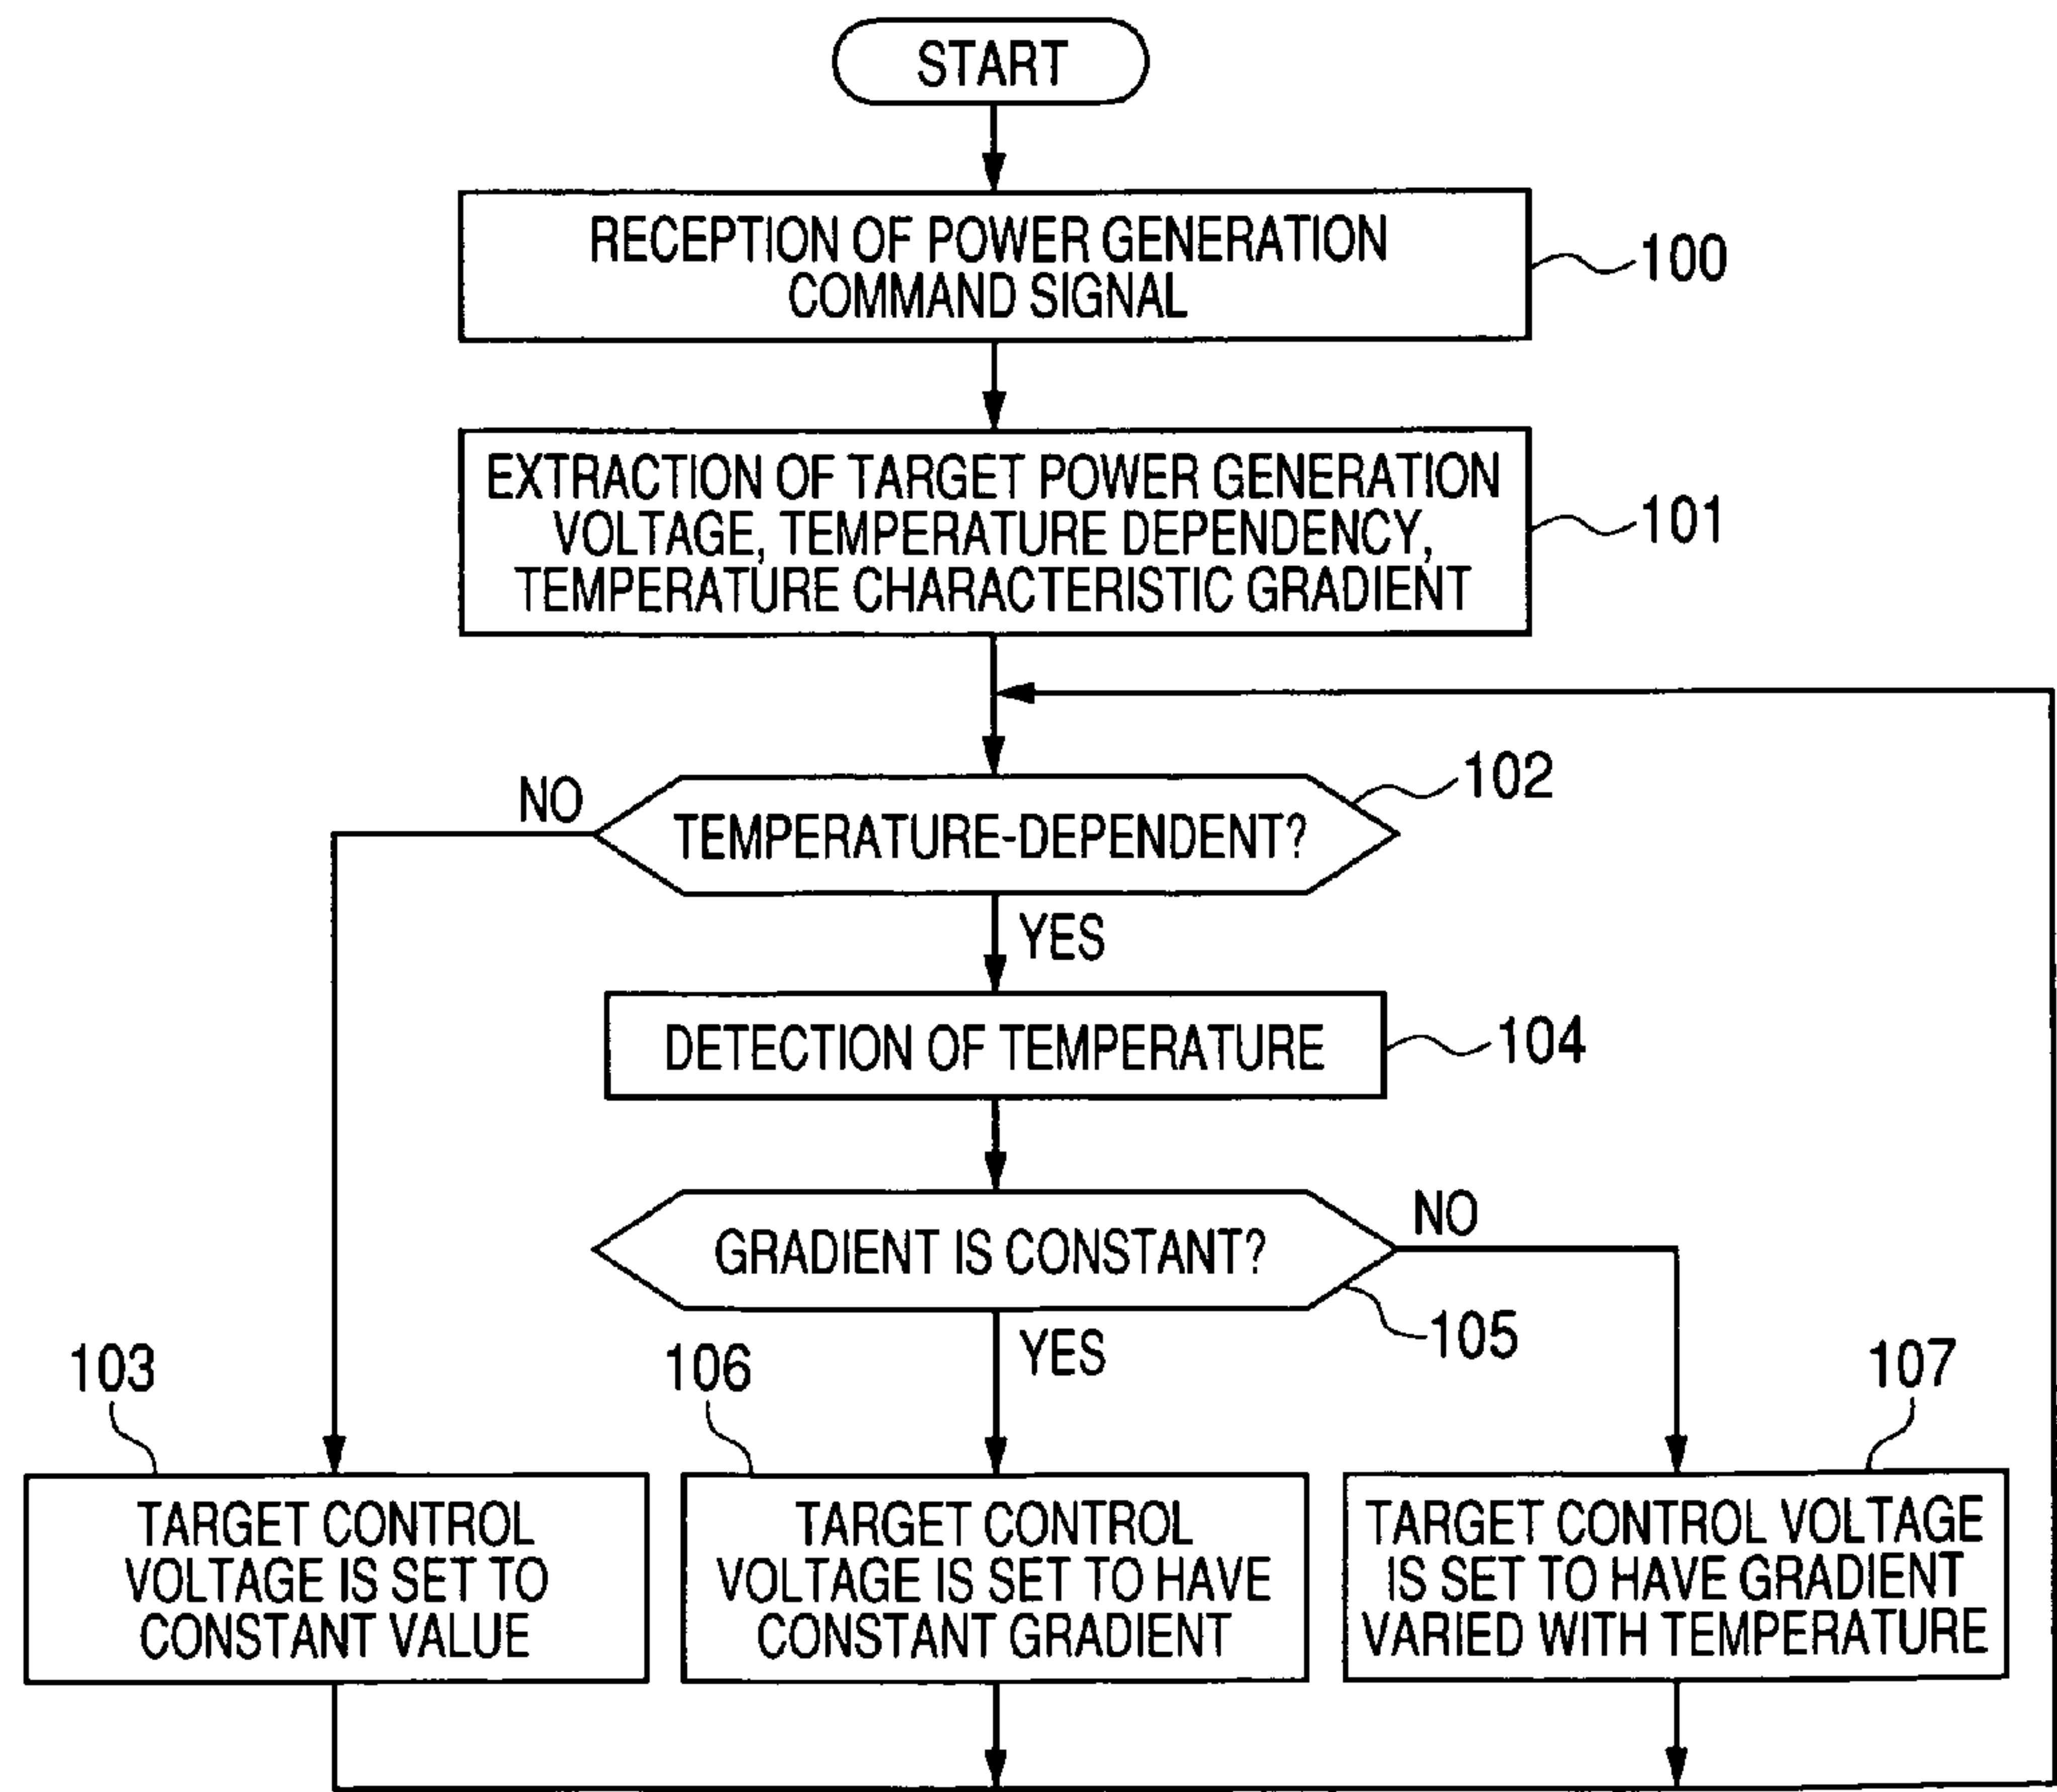 START
RECEPTION OF POWER GENERATION
COMMAND SIGNAL
100
EXTRACTION OF TARGET POWER GENERATION
VOLTAGE, TEMPERATURE DEPENDENCY,
TEMPERATURE CHARACTERISTIC GRADIENT
101
NO
TEMPERATURE-DEPENDENT?
102
YES
DETECTION OF TEMPERATURE
104
GRADIENT IS CONSTANT?
NO
105
YES
103
106
107
TARGET CONTROL
VOLTAGE IS SET TO
CONSTANT VALUE
TARGET CONTROL
VOLTAGE IS SET TO HAVE
CONSTANT GRADIENT
TARGET CONTROL VOLTAGE
IS SET TO HAVE GRADIENT
VARIED WITH TEMPERATURE